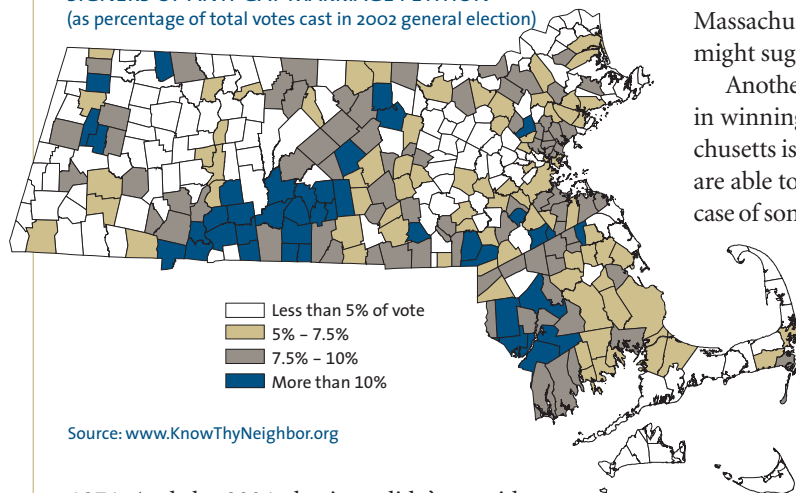 (as percentage of total votes cast in 2002 general election)
Less than 5% of vote
5% – 7.5%
7.5% – 10%
More than 10%
Source: www.KnowThyNeighbor.org
Massachu
might sug
Anothe
in winning
chusetts is
are able to
case of son